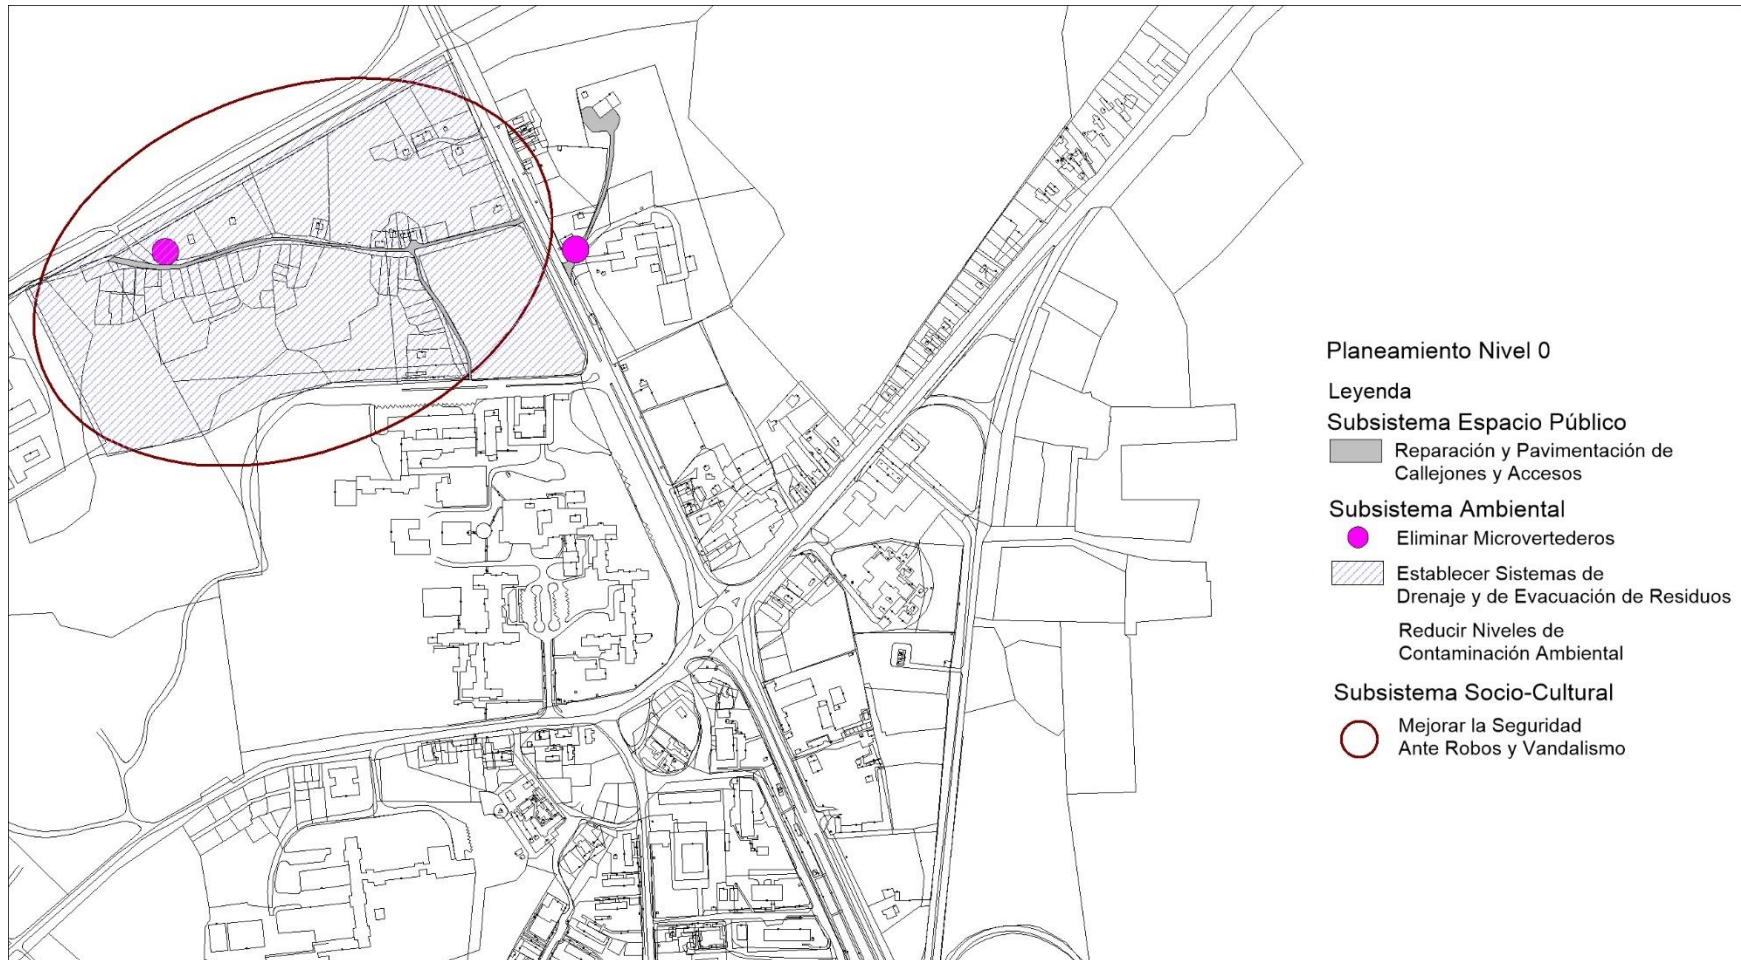 Planeamiento Nivel 0
Leyenda
Subsistema Espacio Público
Reparación y Pavimentación de
Callejones y Accesos
Subsistema Ambiental
Eliminar Microvertederos
Establecer Sistemas de
Drenaje y de Evacuación de Residuos
Reducir Niveles de
Contaminación Ambiental
Subsistema Socio-Cultural
Mejorar la Seguridad
Ante Robos y Vandalismo